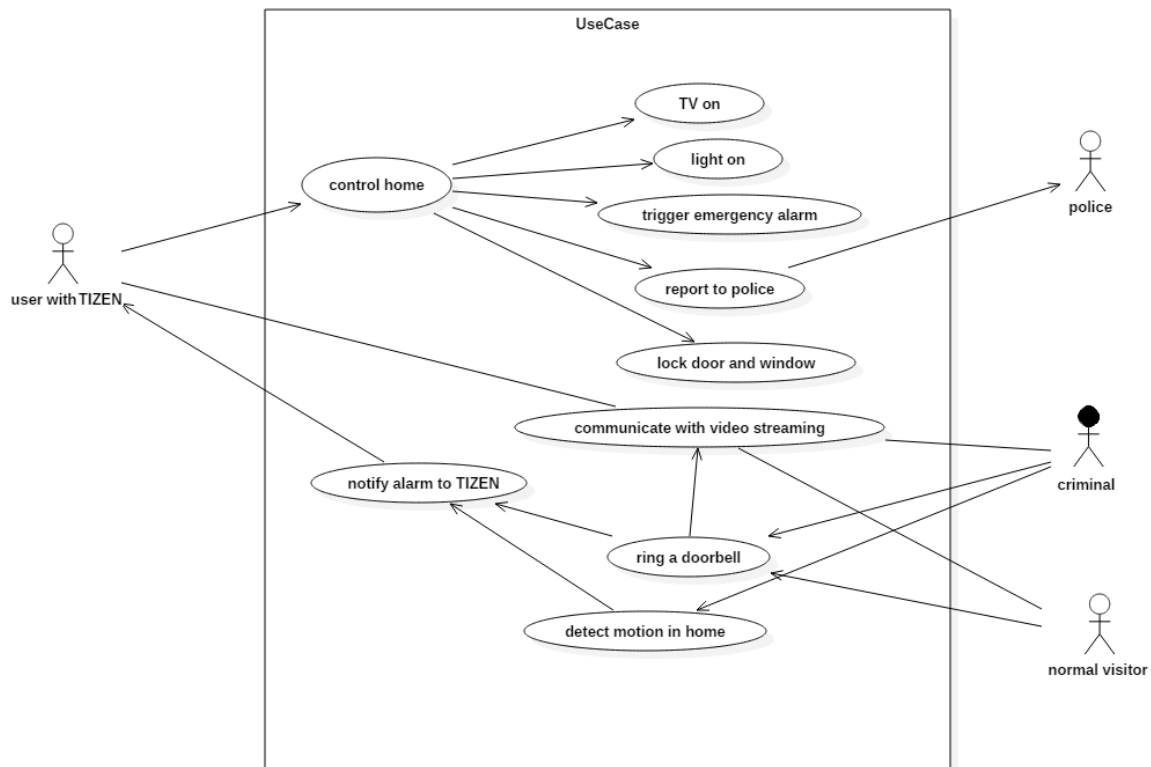 UseCase
TV on
light on
control home
trigger emergency alarm
police
report to police
user with TIZEN
lock door and window
communicate with video streaming
notify alarm to TIZEN
criminal
ring a doorbell
detect motion in home
normal visitor